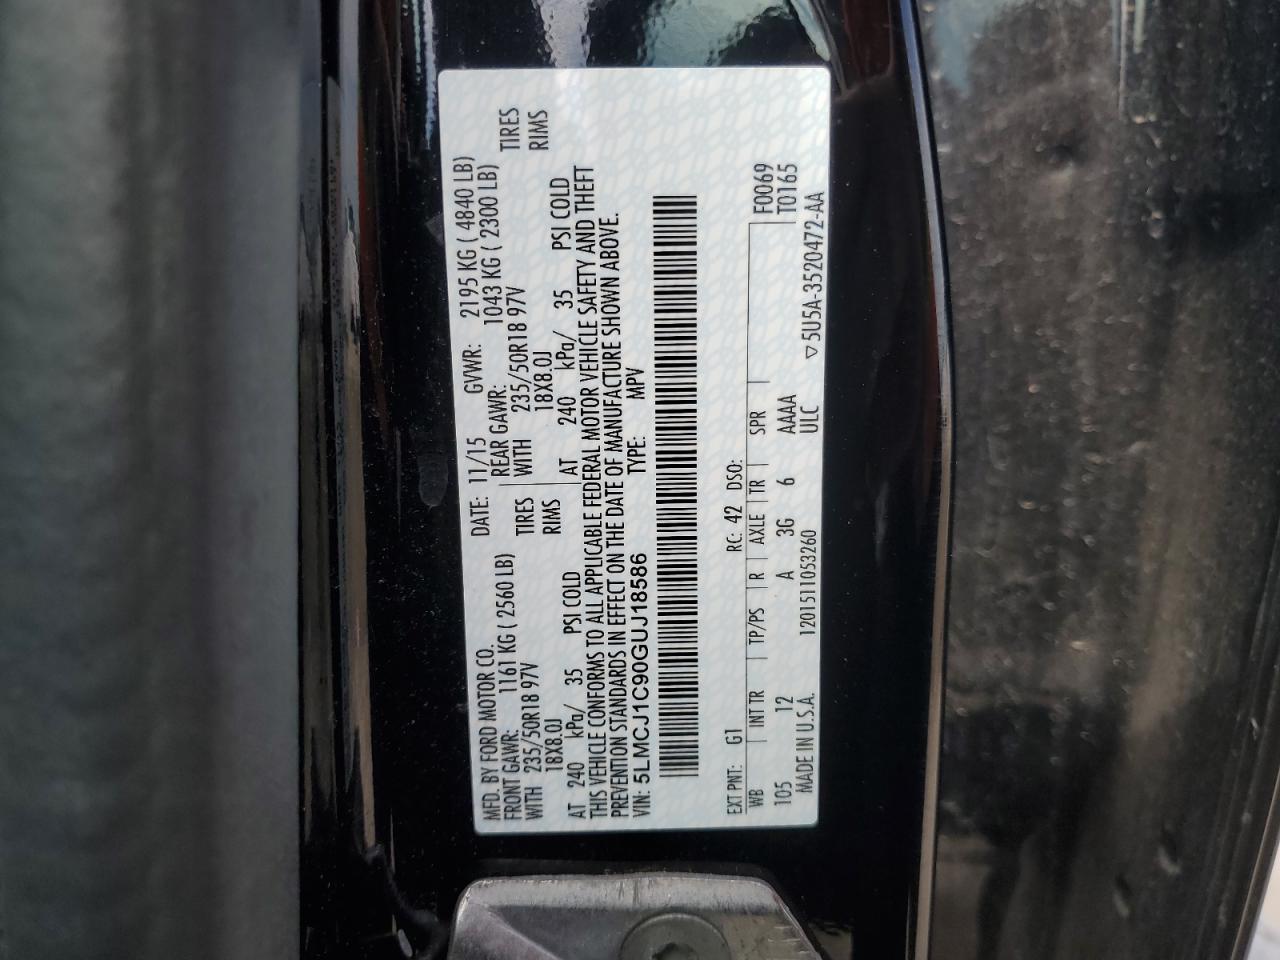 MFD. BY FORD MOTOR CO. DATE: 11/15 GVWR: 2195 KG ( 4840 LB)
FRONT GAWR: 1161 KG ( 2560 LB) REAR GAWR: 1043 KG ( 2300 LB)
WITH 235/50R18 97V TIRES WITH 235/50R18 97V TIRES
18X8.0J RIMS 18X8.0J RIMS
AT 240 kPa/ 35 PSI COLD AT 240 kPa/ 35 PSI COLD
THIS VEHICLE CONFORMS TO ALL APPLICABLE FEDERAL MOTOR VEHICLE SAFETY AND THEFT
PREVENTION STANDARDS IN EFFECT ON THE DATE OF MANUFACTURE SHOWN ABOVE.
VIN: 5LMCJ1C90GUJ18586 TYPE: MPV
EXT PNT: G1 RC: 42 DSO: F0069
WB INT TR TP/PS R AXLE TR SPR T0165
105 12 A 3G 6 AAAA
MADE IN U.S.A. 1201511053260 ULC ▽5U5A-3520472-AA